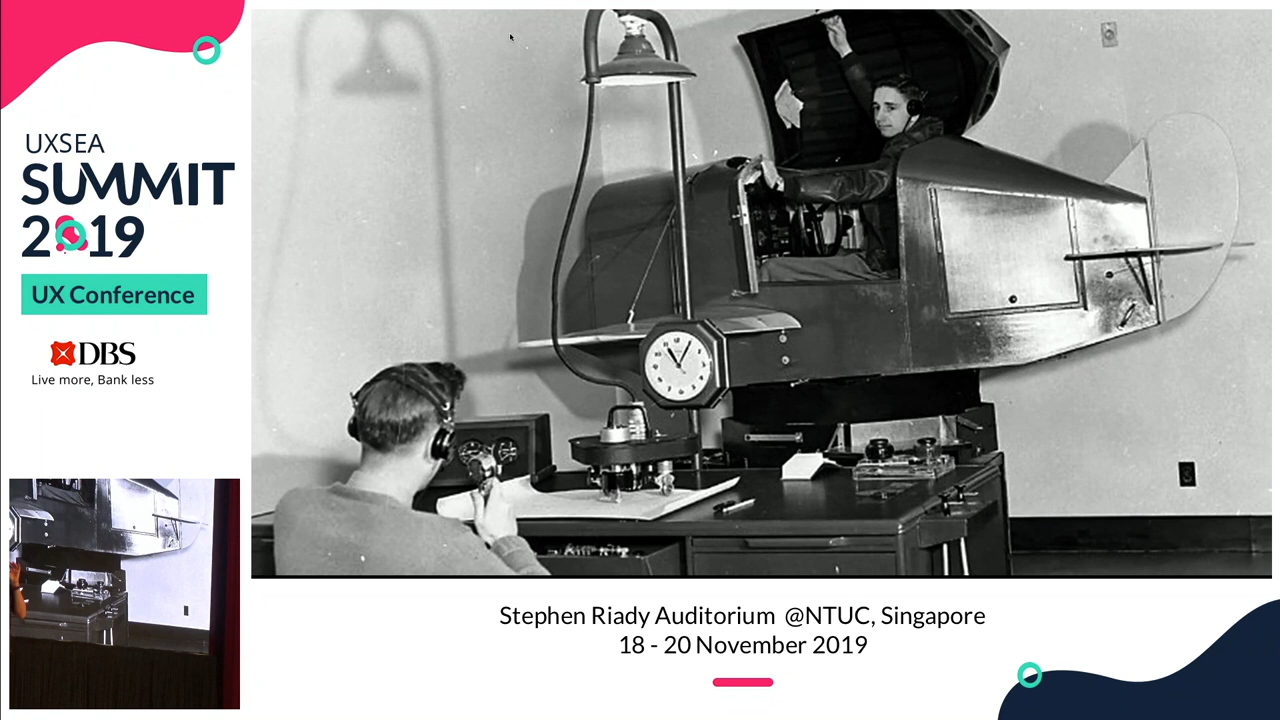 UXSEA
SUMMIT
2019
UX Conference
DBS
Live more, Bank less
Stephen Riady Auditorium @NTUC, Singapore
18 - 20 November 2019